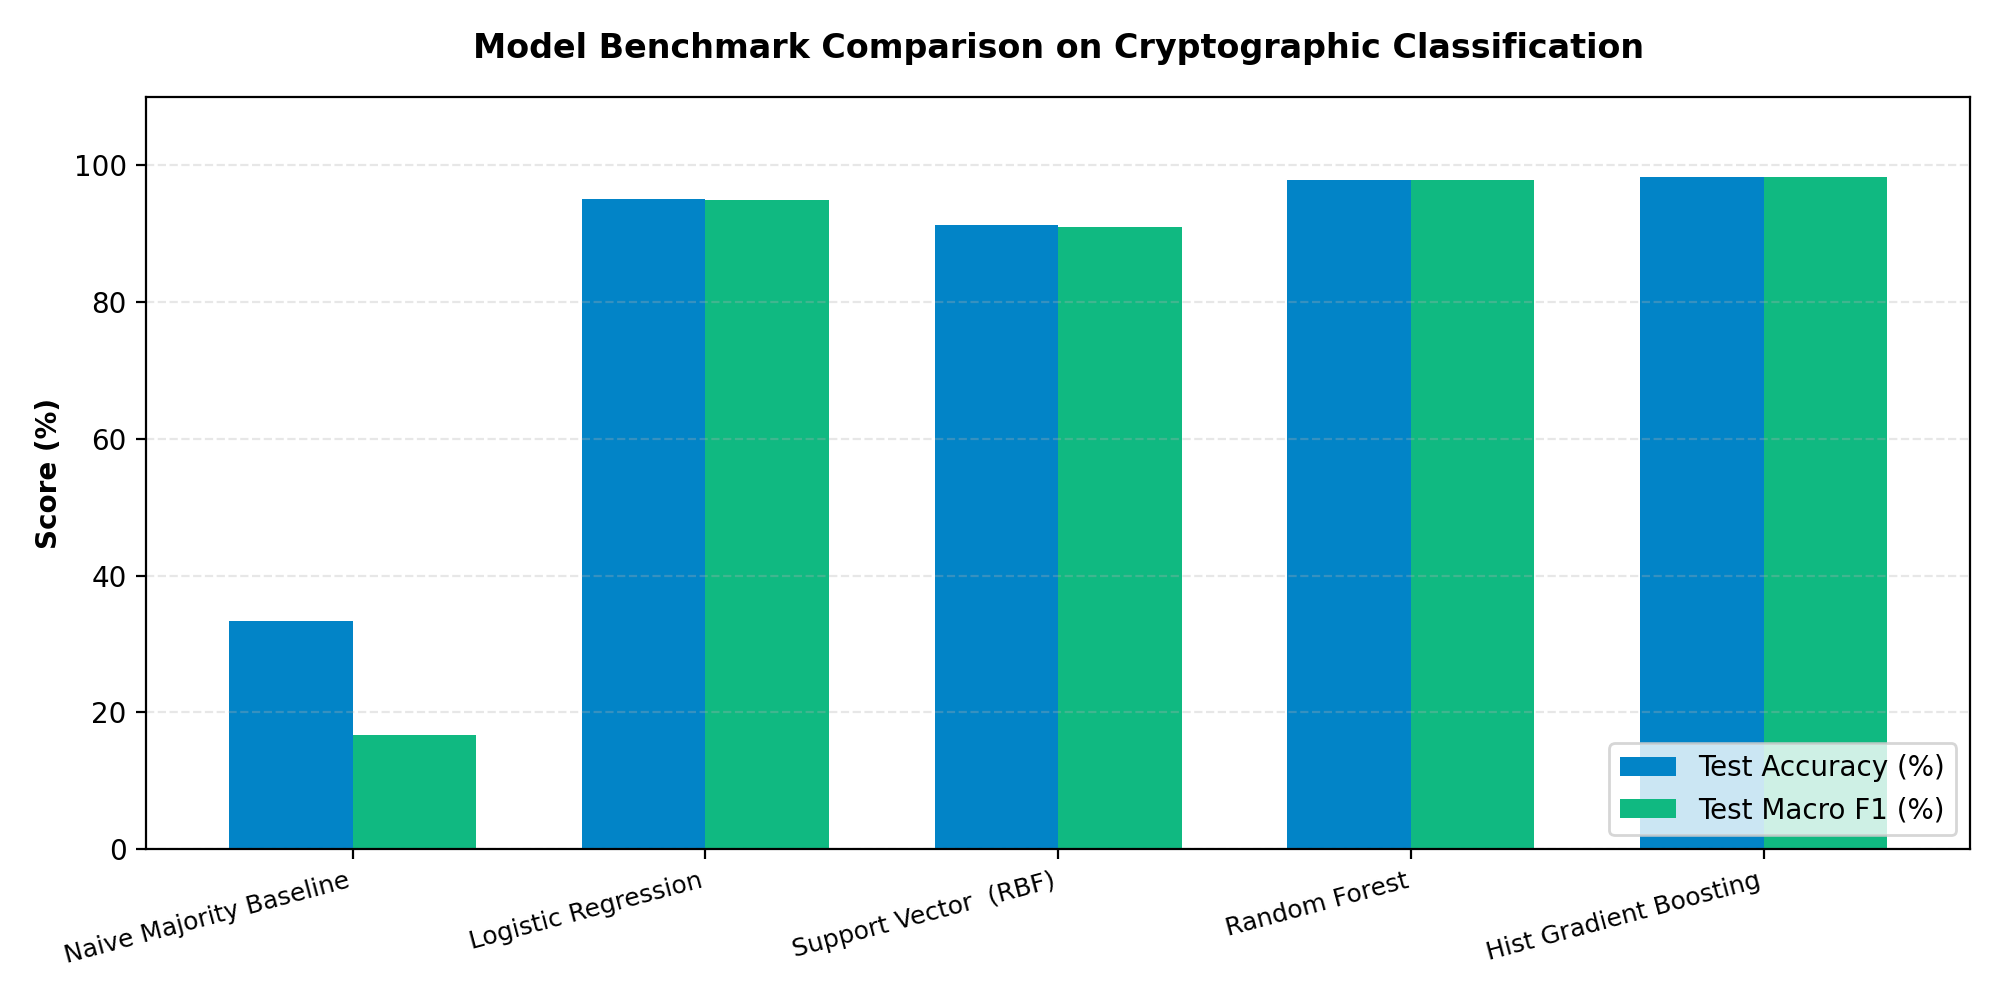 Model Benchmark Comparison on Cryptographic Classification
Score (%)
100
80
60
40
20
0
Test Accuracy (%)
Test Macro F1 (%)
Naive Majority Baseline
Logistic Regression
Support Vector  (RBF)
Random Forest
Hist Gradient Boosting